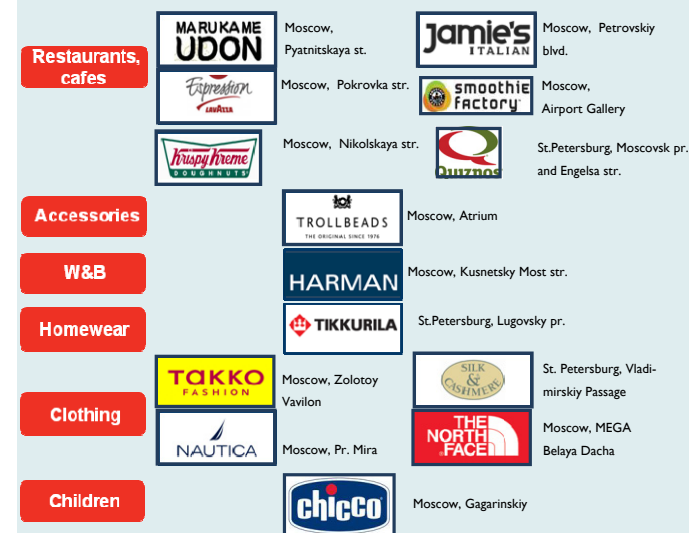 Restaurants,
cafes
MARUKAME
UDON
Moscow,
Pyatnitskaya st.
Jamie's
ITALIAN
Moscow, Petrovskiy
blvd.
Espression
LAVAZZA
Moscow, Pokrovka str.
smoothie
factory
Moscow,
Airport Gallery
Krispy Kreme
DOUGHNUTS
Moscow, Nikolskaya str.
Quiznos
St.Petersburg, Moscovsk pr.
and Engelsa str.
Accessories
TROLLBEADS
THE ORIGINAL SINCE 1976
Moscow, Atrium
W&B
HARMAN
Moscow, Kusnetsky Most str.
Homewear
TIKKURILA
St.Petersburg, Lugovsky pr.
Clothing
TAKKO
FASHION
Moscow, Zolotoy
Vavilon
SILK
&
CASHMERE
St. Petersburg, Vladi-
mirskiy Passage
NAUTICA
Moscow, Pr. Mira
THE
NORTH
FACE
Moscow, MEGA
Belaya Dacha
Children
chicco
Moscow, Gagarinskiy